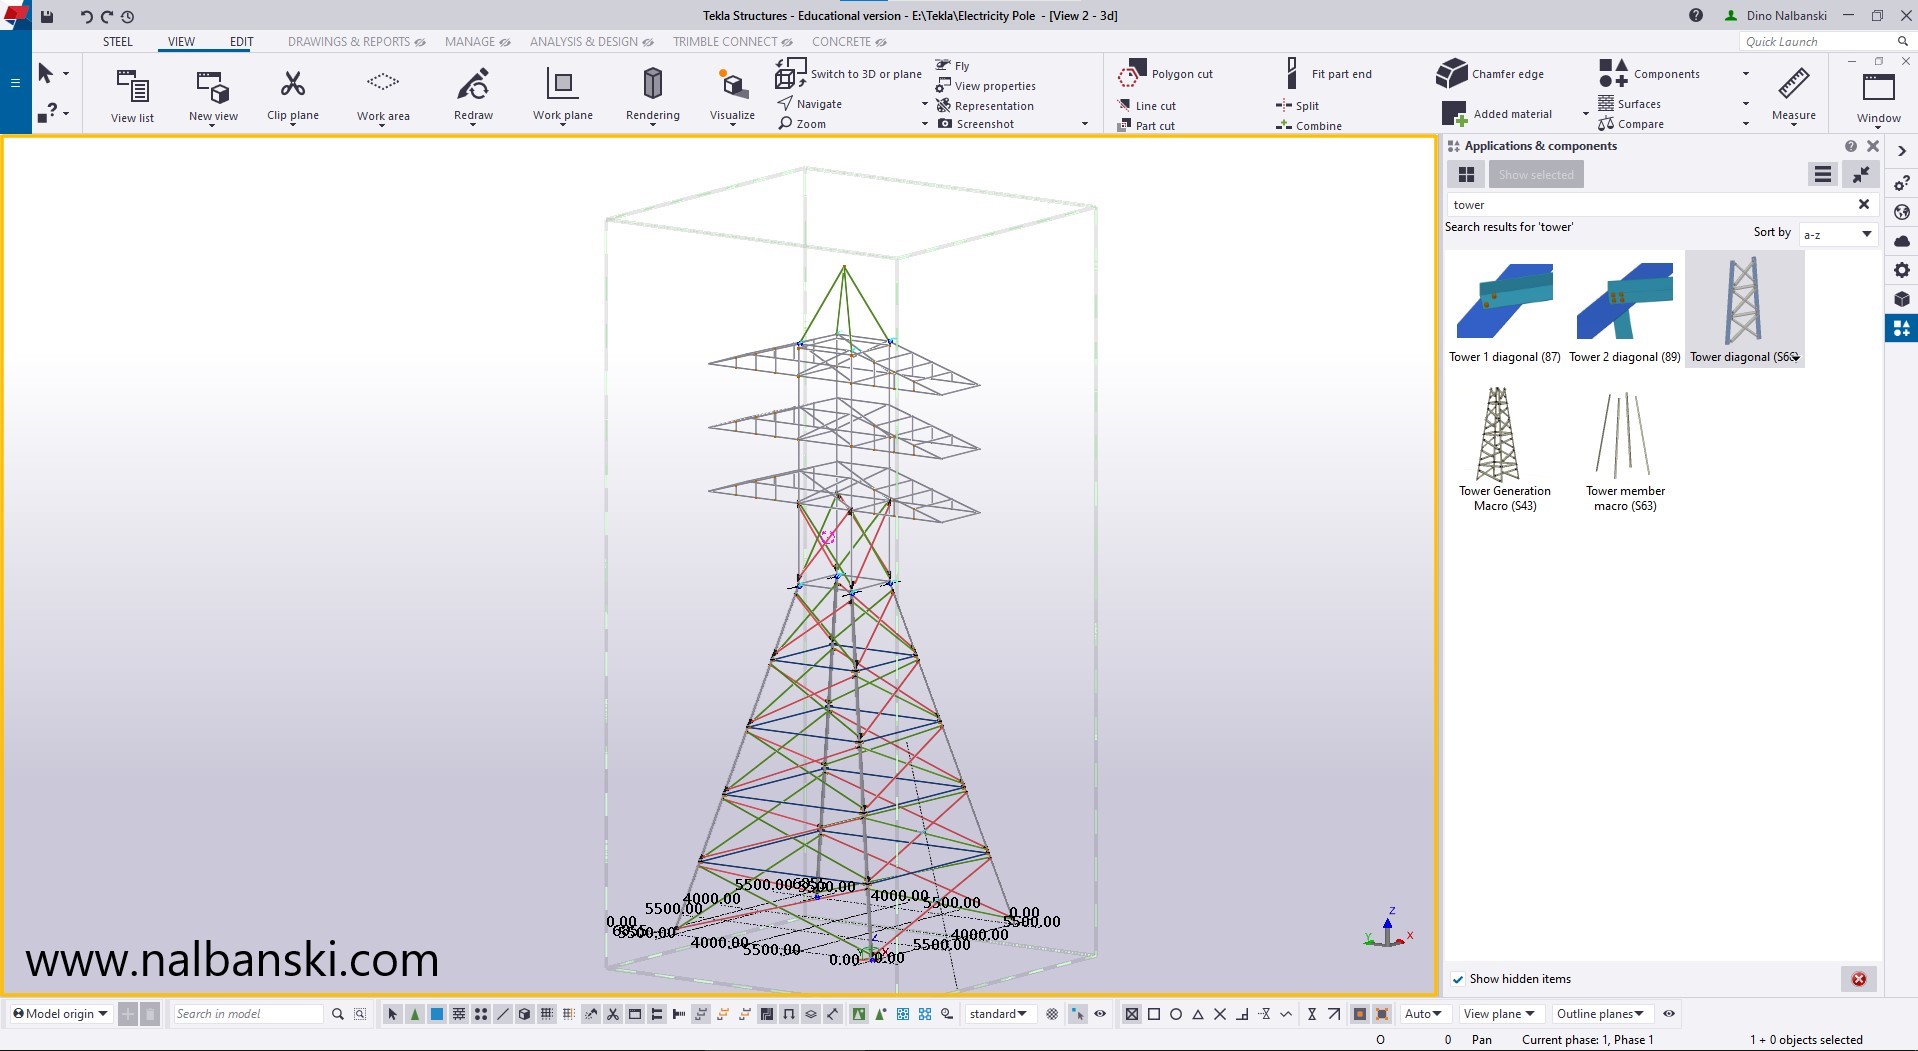 Tekla Structures - Educational version - E:\Tekla\Electricity Pole - [View 2 - 3d]
Dino Nalbanski
STEEL VIEW EDIT DRAWINGS & REPORTS MANAGE ANALYSIS & DESIGN TRIMBLE CONNECT CONCRETE
Quick Launch
View list
New view
Clip plane
Work area
Redraw
Work plane
Rendering
Visualize
Switch to 3D or plane
Navigate
Zoom
Fly
View properties
Representation
Screenshot
Polygon cut
Line cut
Part cut
Fit part end
Split
Combine
Chamfer edge
Added material
Components
Surfaces
Compare
Measure
Window
Applications & components
Show selected
tower
Search results for 'tower'
Sort by a-z
Tower 1 diagonal (87)
Tower 2 diagonal (89)
Tower diagonal (S66)
Tower Generation
Macro (S43)
Tower member
macro (S63)
5500.00
5500.00
4000.00
5500.00
0.00
5500.00
4000.00
5500.00
0.00
5500.00
4000.00
5500.00
4000.00
5500.00
0.00
0.00
Z
Y
X
Z
X
www.nalbanski.com
Show hidden items
Model origin
Search in model
standard
Auto
View plane
Outline planes
O 0 Pan Current phase: 1, Phase 1 1 + 0 objects selected